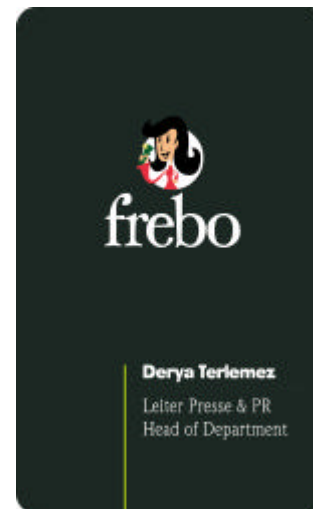 frebo
Derya Terlemez
Leiter Presse & PR
Head of Department